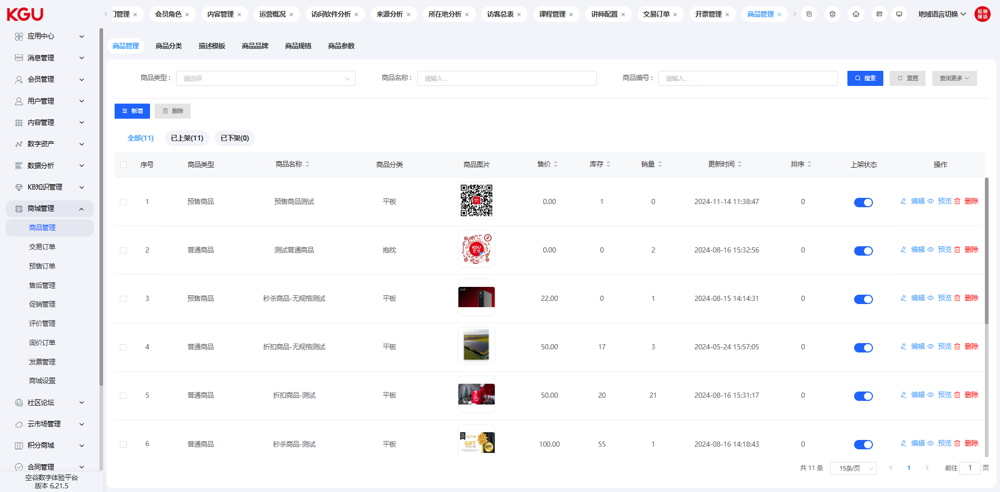 KGU
门管理 × 会员角色 × 内容管理 × 运营概况 × 访问软件分析 × 来源分析 × 所在地分析 × 访客总表 × 课程管理 × 讲师配置 × 交易订单 × 开票管理 × 商品管理 × 地域语言切换
招聘
模块
应用中心
消息管理
会员管理
用户管理
内容管理
数字资产
数据分析
KB知识管理
商城管理
商品管理
交易订单
预售订单
售后管理
促销管理
评价管理
询价订单
发票管理
商城设置
社区论坛
云市场管理
积分商城
合同管理
空谷数字体验平台
版本 6.21.5
商品管理 商品分类 描述模板 商品品牌 商品规格 商品参数
商品类型： 请选择 商品名称： 请输入... 商品编号： 请输入... 搜索 重置 查询更多
新增 删除
全部(11) 已上架(11) 已下架(0)
序号 商品类型 商品名称 商品分类 商品图片 售价 库存 销量 更新时间 排序 上架状态 操作
1 预售商品 预售商品测试 平板 0.00 1 0 2024-11-14 11:38:47 0 编辑 预览 删除
2 普通商品 测试普通商品 抱枕 KGU 空谷 0.00 0 2 2024-08-16 15:32:56 0 编辑 预览 删除
3 预售商品 秒杀商品-无规格测试 平板 22.00 0 1 2024-08-15 14:14:31 0 编辑 预览 删除
4 普通商品 折扣商品-无规格测试 平板 50.00 17 3 2024-05-24 15:57:05 0 编辑 预览 删除
5 普通商品 折扣商品-测试 平板 50.00 20 21 2024-08-16 15:31:17 0 编辑 预览 删除
6 普通商品 秒杀商品-测试 平板 GIFT VOUCHER 100.00 55 1 2024-08-16 14:18:43 0 编辑 预览 删除
共 11 条 15条/页 1 前往 1 页